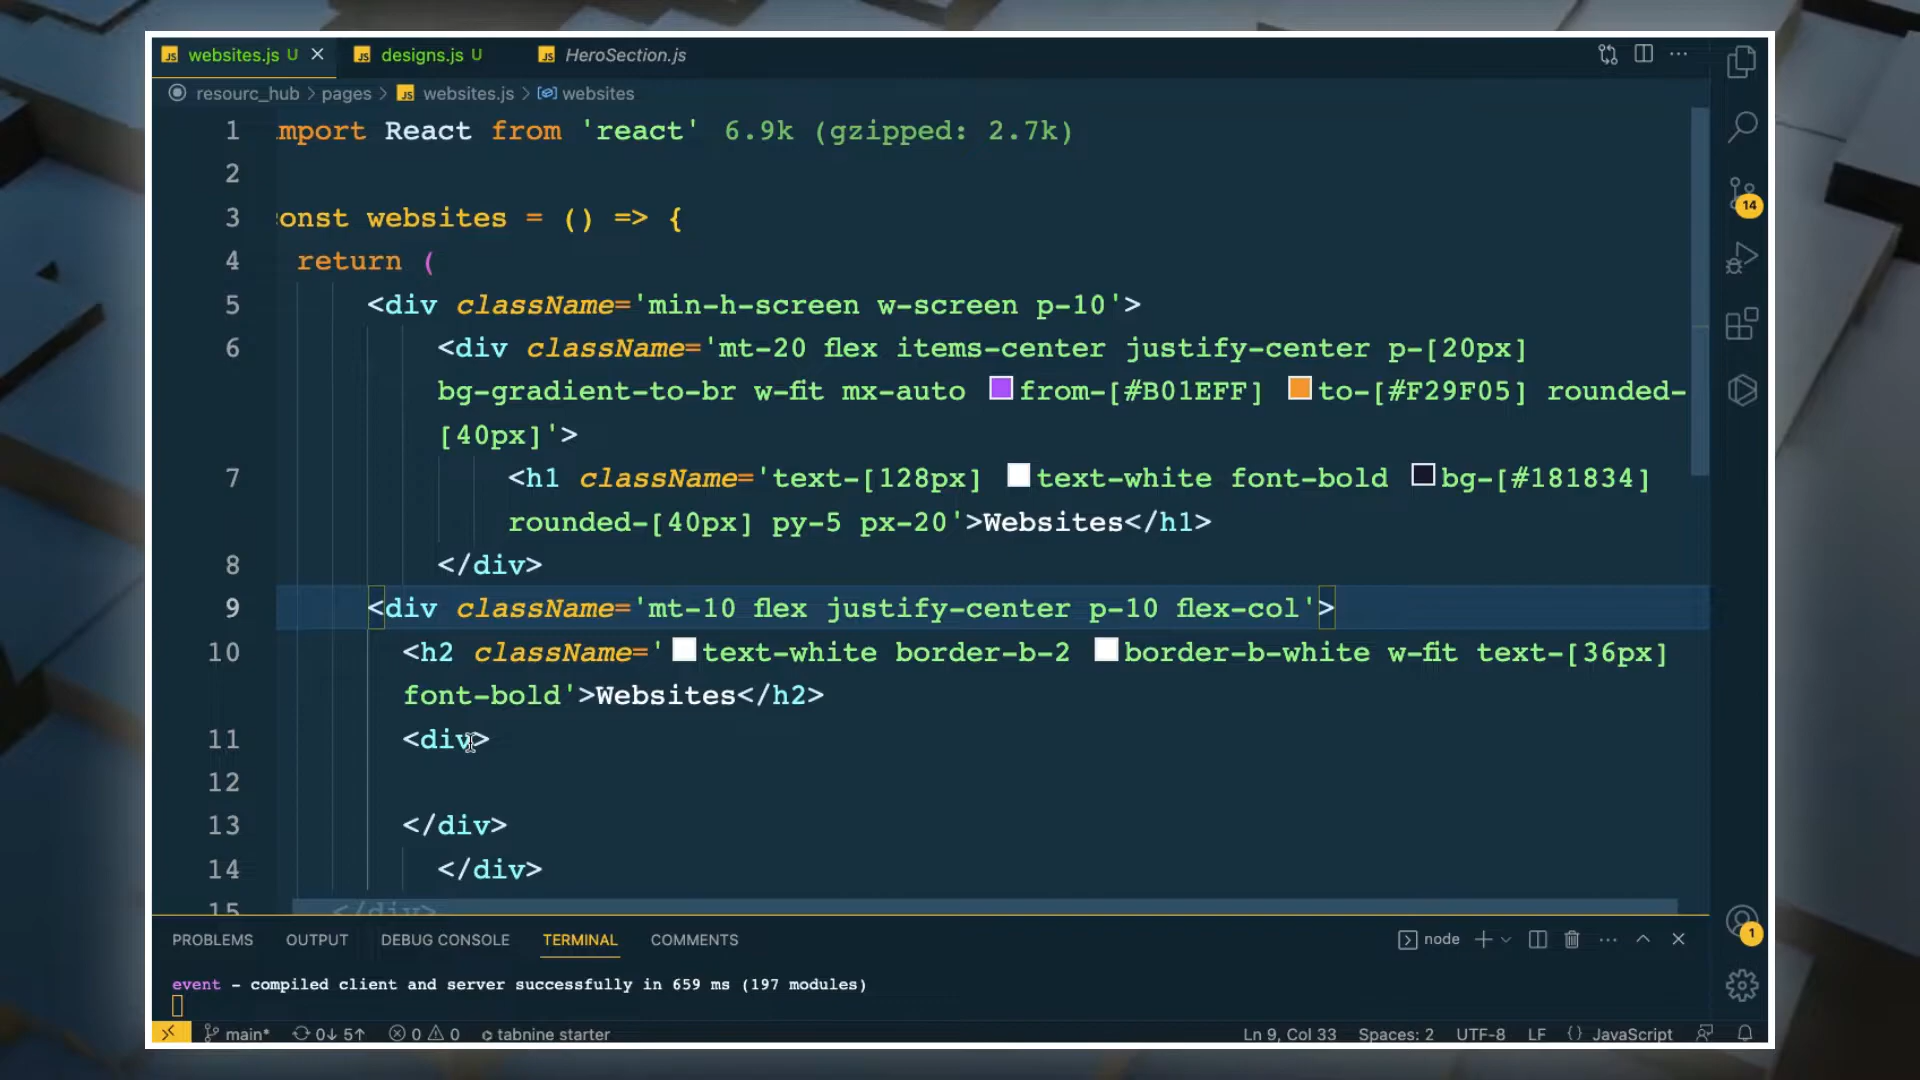 websites.js U designs.js U HeroSection.js
resourc_hub > pages > websites.js > websites
1 mport React from 'react' 6.9k (gzipped: 2.7k)
2
3 onst websites = () => {
4 return (
5 <div className='min-h-screen w-screen p-10'>
6 <div className='mt-20 flex items-center justify-center p-[20px]
bg-gradient-to-br w-fit mx-auto from-[#B01EFF] to-[#F29F05] rounded-
[40px]'>
7 <h1 className='text-[128px] text-white font-bold bg-[#181834]
rounded-[40px] py-5 px-20'>Websites</h1>
8 </div>
9 <div className='mt-10 flex justify-center p-10 flex-col'>
10 <h2 className='text-white border-b-2 border-b-white w-fit text-[36px]
font-bold'>Websites</h2>
11 <div>
12
13 </div>
14 </div>
15 </div>
14
1
PROBLEMS OUTPUT DEBUG CONSOLE TERMINAL COMMENTS node
event - compiled client and server successfully in 659 ms (197 modules)
main* 0↓ 5↑ 0 0 tabnine starter Ln 9, Col 33 Spaces: 2 UTF-8 LF {} JavaScript